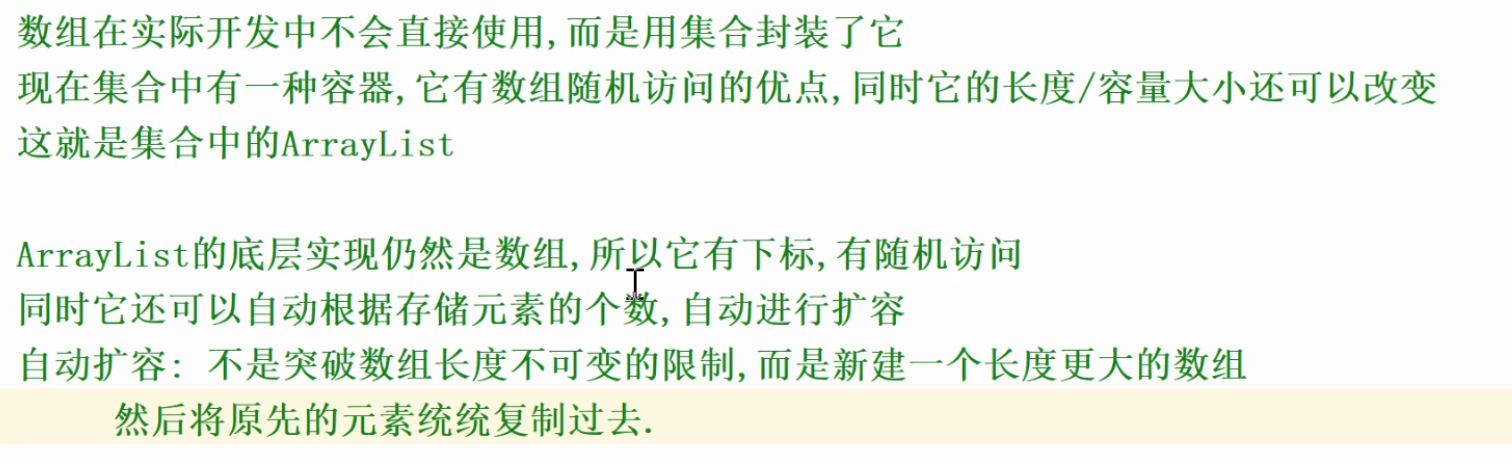 数组在实际开发中不会直接使用,而是用集合封装了它
现在集合中有一种容器,它有数组随机访问的优点,同时它的长度/容量大小还可以改变
这就是集合中的ArrayList
ArrayList的底层实现仍然是数组,所以它有下标,有随机访问
同时它还可以自动根据存储元素的个数,自动进行扩容
自动扩容: 不是突破数组长度不可变的限制,而是新建一个长度更大的数组
然后将原先的元素统统复制过去.